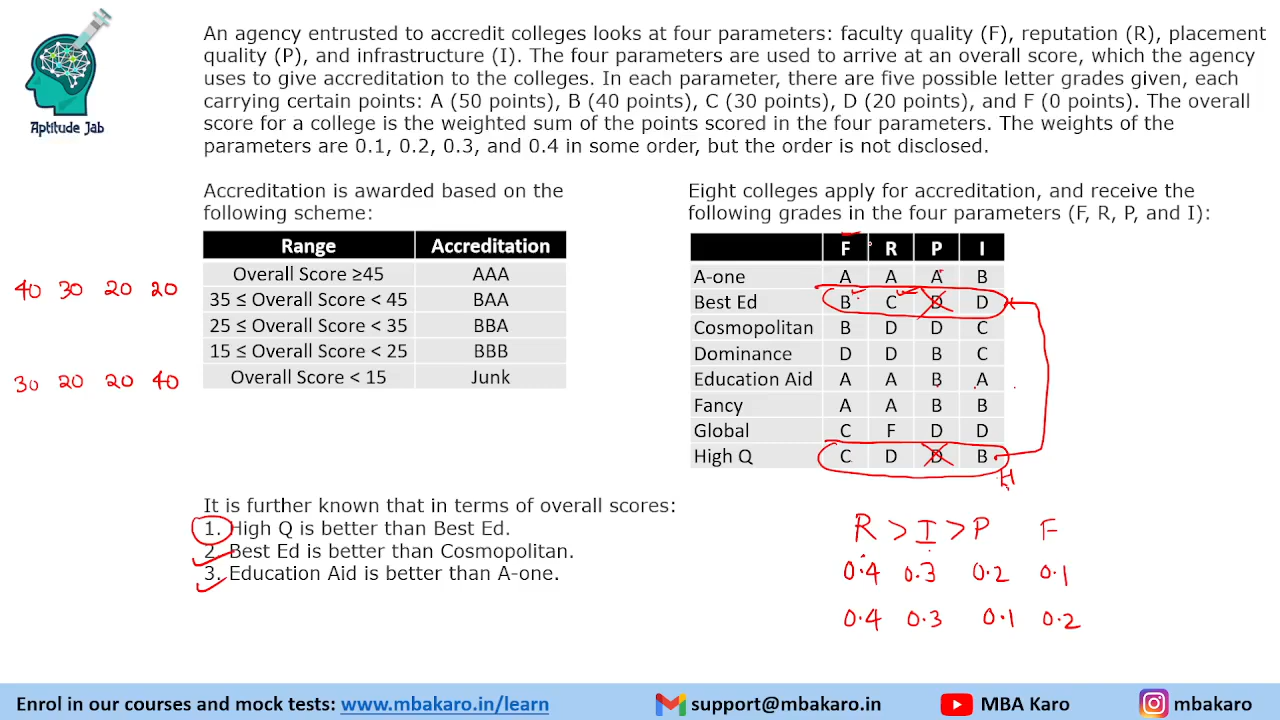 An agency entrusted to accredit colleges looks at four parameters: faculty quality (F), reputation (R), placement
quality (P), and infrastructure (I). The four parameters are used to arrive at an overall score, which the agency
uses to give accreditation to the colleges. In each parameter, there are five possible letter grades given, each
carrying certain points: A (50 points), B (40 points), C (30 points), D (20 points), and F (0 points). The overall
score for a college is the weighted sum of the points scored in the four parameters. The weights of the
parameters are 0.1, 0.2, 0.3, and 0.4 in some order, but the order is not disclosed.
Aptitude Jab
Accreditation is awarded based on the
following scheme:
Range Accreditation
Overall Score ≥45 AAA
35 ≤ Overall Score < 45 BAA
25 ≤ Overall Score < 35 BBA
15 ≤ Overall Score < 25 BBB
Overall Score < 15 Junk
40 30 20 20
30 20 20 40
Eight colleges apply for accreditation, and receive the
following grades in the four parameters (F, R, P, and I):
F R P I
A-one A A A B
Best Ed B C D D
Cosmopolitan B D D C
Dominance D D B C
Education Aid A A B A
Fancy A A B B
Global C F D D
High Q C D D B
H
It is further known that in terms of overall scores:
1. High Q is better than Best Ed.
2. Best Ed is better than Cosmopolitan.
3. Education Aid is better than A-one.
R > I > P F
0.4 0.3 0.2 0.1
0.4 0.3 0.1 0.2
Enrol in our courses and mock tests: www.mbakaro.in/learn support@mbakaro.in MBA Karo mbakaro